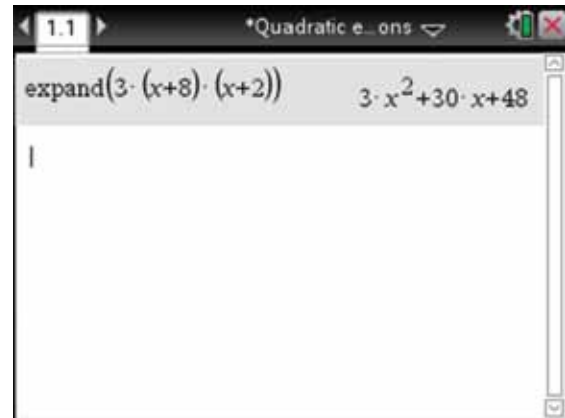 1.1 *Quadratic e…ons
expand(3·(x+8)·(x+2)) 3·x²+30·x+48